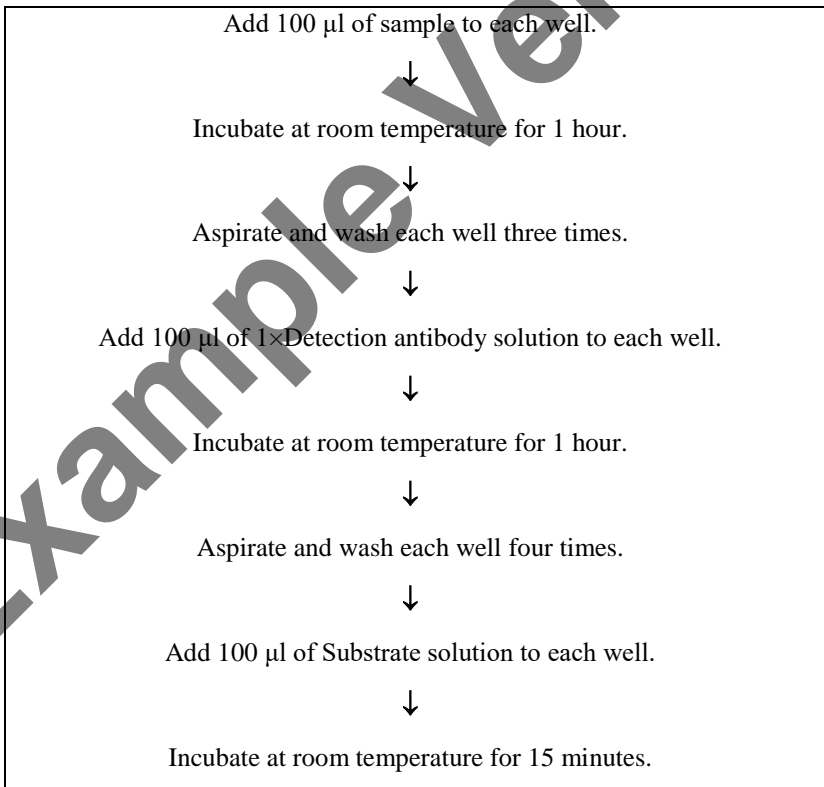 Add 100 μl of sample to each well.
↓
Incubate at room temperature for 1 hour.
↓
Aspirate and wash each well three times.
↓
Add 100 μl of 1×Detection antibody solution to each well.
↓
Incubate at room temperature for 1 hour.
↓
Aspirate and wash each well four times.
↓
Add 100 μl of Substrate solution to each well.
↓
Incubate at room temperature for 15 minutes.
Example